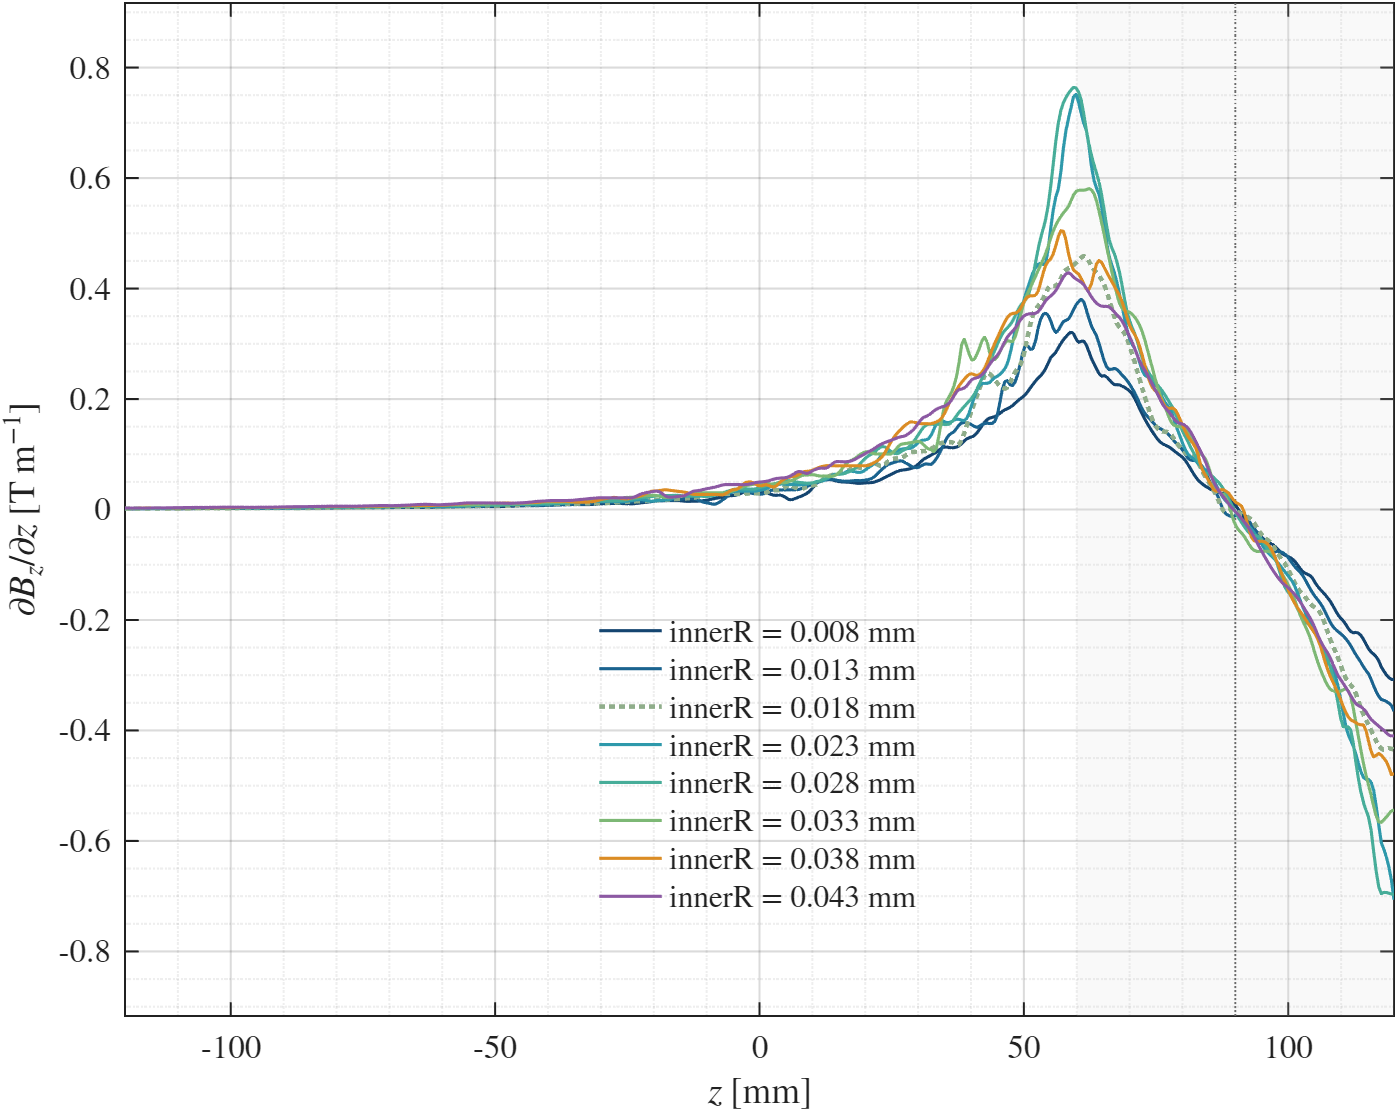 0.8
0.6
0.4
0.2
0
-0.2
-0.4
-0.6
-0.8
∂B_z/∂z [T m⁻¹]
innerR = 0.008 mm
innerR = 0.013 mm
innerR = 0.018 mm
innerR = 0.023 mm
innerR = 0.028 mm
innerR = 0.033 mm
innerR = 0.038 mm
innerR = 0.043 mm
-100 -50 0 50 100
z [mm]